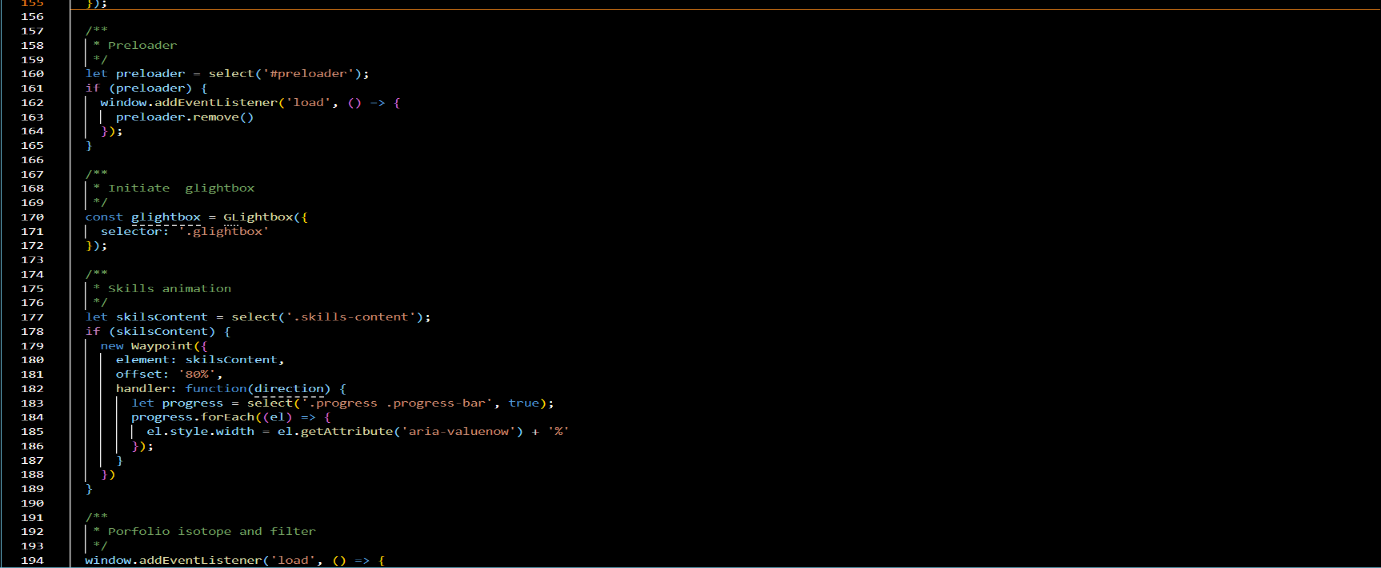 155 });
156
157 /**
158 * Preloader
159 */
160 let preloader = select('#preloader');
161 if (preloader) {
162 window.addEventListener('load', () => {
163 preloader.remove()
164 });
165 }
166
167 /**
168 * Initiate  glightbox
169 */
170 const glightbox = GLightbox({
171 selector: '.glightbox'
172 });
173
174 /**
175 * Skills animation
176 */
177 let skilsContent = select('.skills-content');
178 if (skilsContent) {
179 new Waypoint({
180 element: skilsContent,
181 offset: '80%',
182 handler: function(direction) {
183 let progress = select('.progress .progress-bar', true);
184 progress.forEach((el) => {
185 el.style.width = el.getAttribute('aria-valuenow') + '%'
186 });
187 }
188 })
189 }
190
191 /**
192 * Porfolio isotope and filter
193 */
194 window.addEventListener('load', () => {